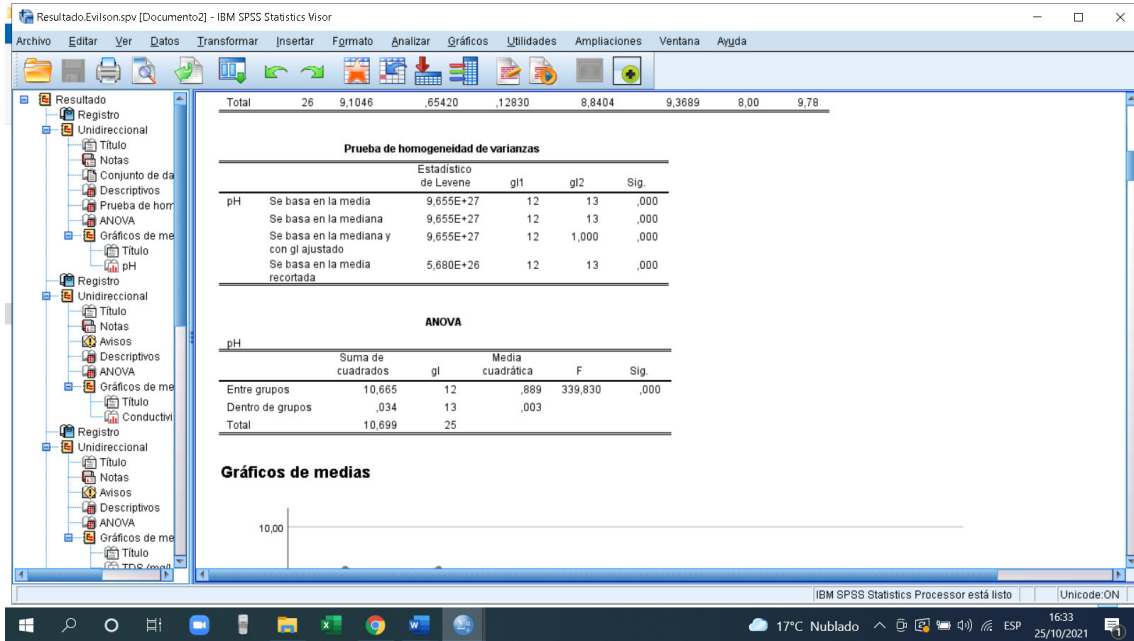 Resultado.Evilson.spv [Documento2] - IBM SPSS Statistics Visor
Archivo Editar Ver Datos Transformar Insertar Formato Analizar Gráficos Utilidades Ampliaciones Ventana Ayuda
Resultado
Registro
Unidireccional
Título
Notas
Conjunto de da
Descriptivos
Prueba de hom
ANOVA
Gráficos de me
Título
pH
Registro
Unidireccional
Título
Notas
Avisos
Descriptivos
ANOVA
Gráficos de me
Título
Conductivi
Registro
Unidireccional
Título
Notas
Avisos
Descriptivos
ANOVA
Gráficos de me
Título
TDS (mg/l
Total 26 9,1046 ,65420 ,12830 8,8404 9,3689 8,00 9,78
Prueba de homogeneidad de varianzas
Estadístico
de Levene gl1 gl2 Sig.
pH Se basa en la media 9,655E+27 12 13 ,000
Se basa en la mediana 9,655E+27 12 13 ,000
Se basa en la mediana y 9,655E+27 12 1,000 ,000
con gl ajustado
Se basa en la media 5,680E+26 12 13 ,000
recortada
ANOVA
pH
Suma de Media
cuadrados gl cuadrática F Sig.
Entre grupos 10,665 12 ,889 339,830 ,000
Dentro de grupos ,034 13 ,003
Total 10,699 25
Gráficos de medias
10,00
IBM SPSS Statistics Processor está listo Unicode:ON
17°C Nublado ESP 16:33
25/10/2021 1